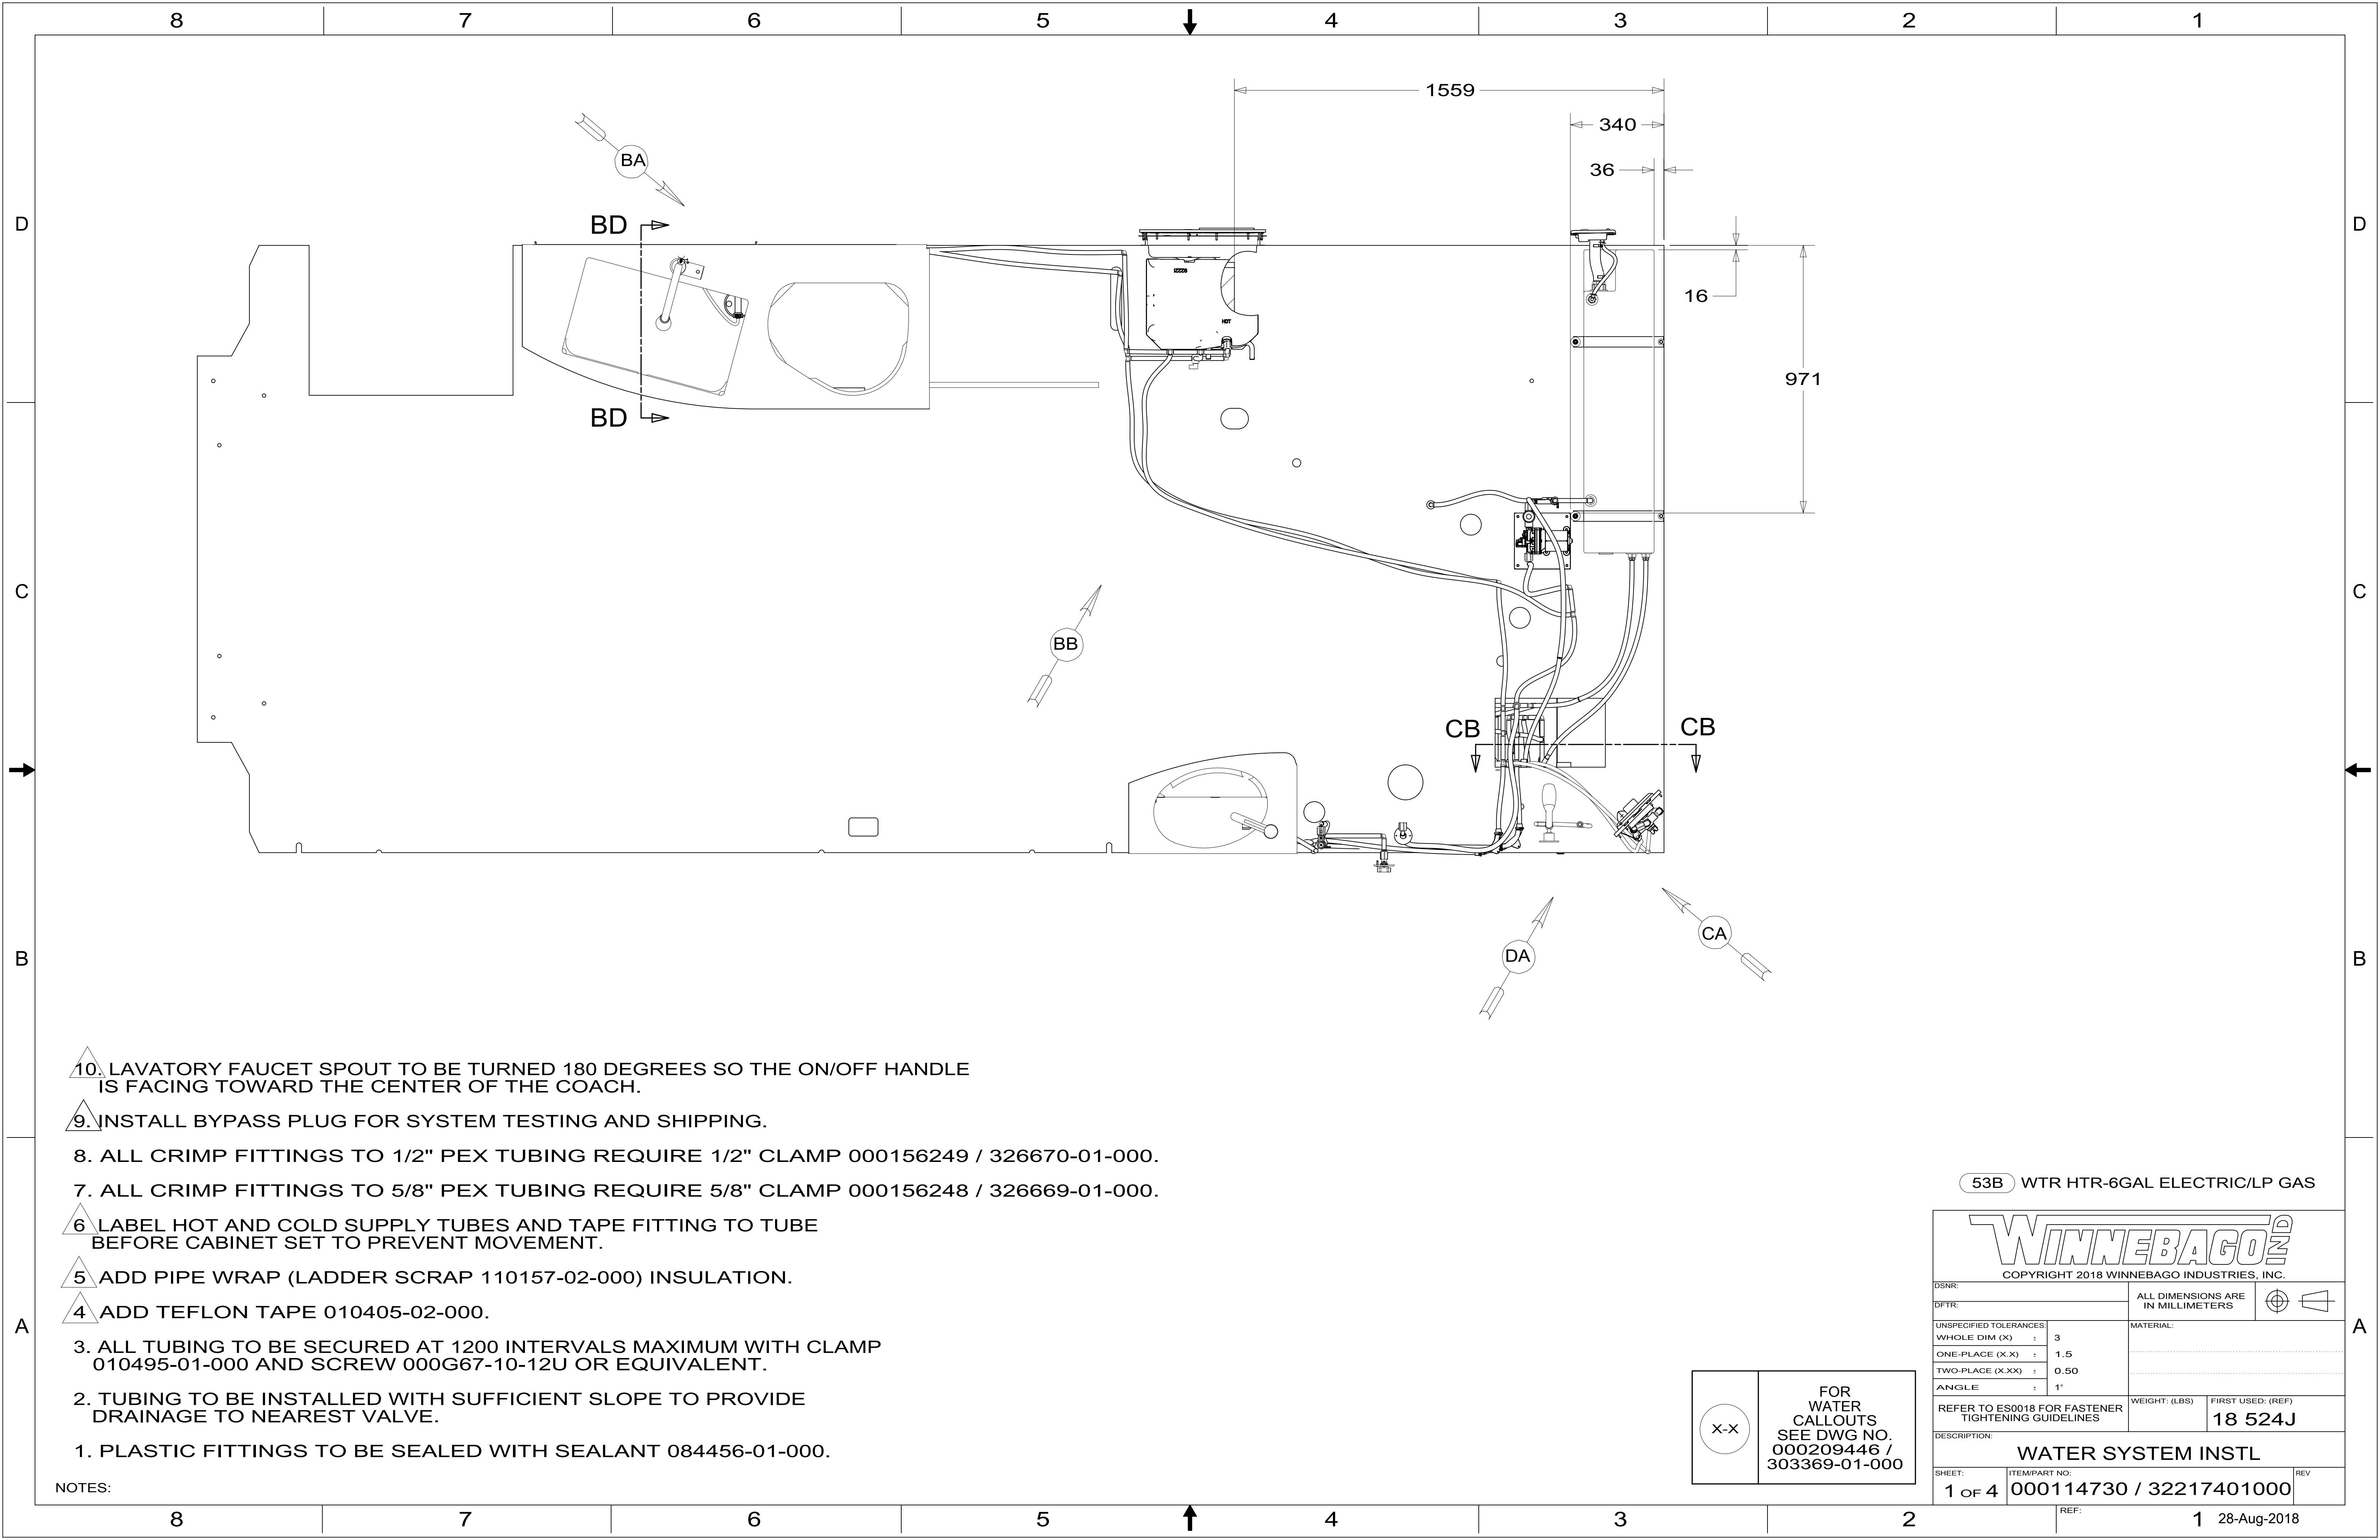 8 7 6 5 4 3 2 1
1559
340
36
BA
D
BD
D
HOT
16
971
BD
C
C
BB
CB
CB
B
CA
B
DA
10. LAVATORY FAUCET SPOUT TO BE TURNED 180 DEGREES SO THE ON/OFF HANDLE
IS FACING TOWARD THE CENTER OF THE COACH.
9. INSTALL BYPASS PLUG FOR SYSTEM TESTING AND SHIPPING.
8. ALL CRIMP FITTINGS TO 1/2" PEX TUBING REQUIRE 1/2" CLAMP 000156249 / 326670-01-000.
7. ALL CRIMP FITTINGS TO 5/8" PEX TUBING REQUIRE 5/8" CLAMP 000156248 / 326669-01-000.
6 LABEL HOT AND COLD SUPPLY TUBES AND TAPE FITTING TO TUBE
BEFORE CABINET SET TO PREVENT MOVEMENT.
5 ADD PIPE WRAP (LADDER SCRAP 110157-02-000) INSULATION.
4 ADD TEFLON TAPE 010405-02-000.
A
3. ALL TUBING TO BE SECURED AT 1200 INTERVALS MAXIMUM WITH CLAMP
010495-01-000 AND SCREW 000G67-10-12U OR EQUIVALENT.
2. TUBING TO BE INSTALLED WITH SUFFICIENT SLOPE TO PROVIDE
DRAINAGE TO NEAREST VALVE.
1. PLASTIC FITTINGS TO BE SEALED WITH SEALANT 084456-01-000.
NOTES:
X-X
FOR
WATER
CALLOUTS
SEE DWG NO.
000209446 /
303369-01-000
53B WTR HTR-6GAL ELECTRIC/LP GAS
WINNEBAGO IND
COPYRIGHT 2018 WINNEBAGO INDUSTRIES, INC.
DSNR:
DFTR:
ALL DIMENSIONS ARE
IN MILLIMETERS
UNSPECIFIED TOLERANCES:
WHOLE DIM (X) ± 3
ONE-PLACE (X.X) ± 1.5
TWO-PLACE (X.XX) ± 0.50
ANGLE ± 1°
MATERIAL:
A
REFER TO ES0018 FOR FASTENER
TIGHTENING GUIDELINES
WEIGHT: (LBS)
FIRST USED: (REF)
18 524J
DESCRIPTION:
WATER SYSTEM INSTL
SHEET:
1 OF 4
ITEM/PART NO:
000114730 / 32217401000
REV
REF:
8 7 6 5 4 3 2 1
28-Aug-2018